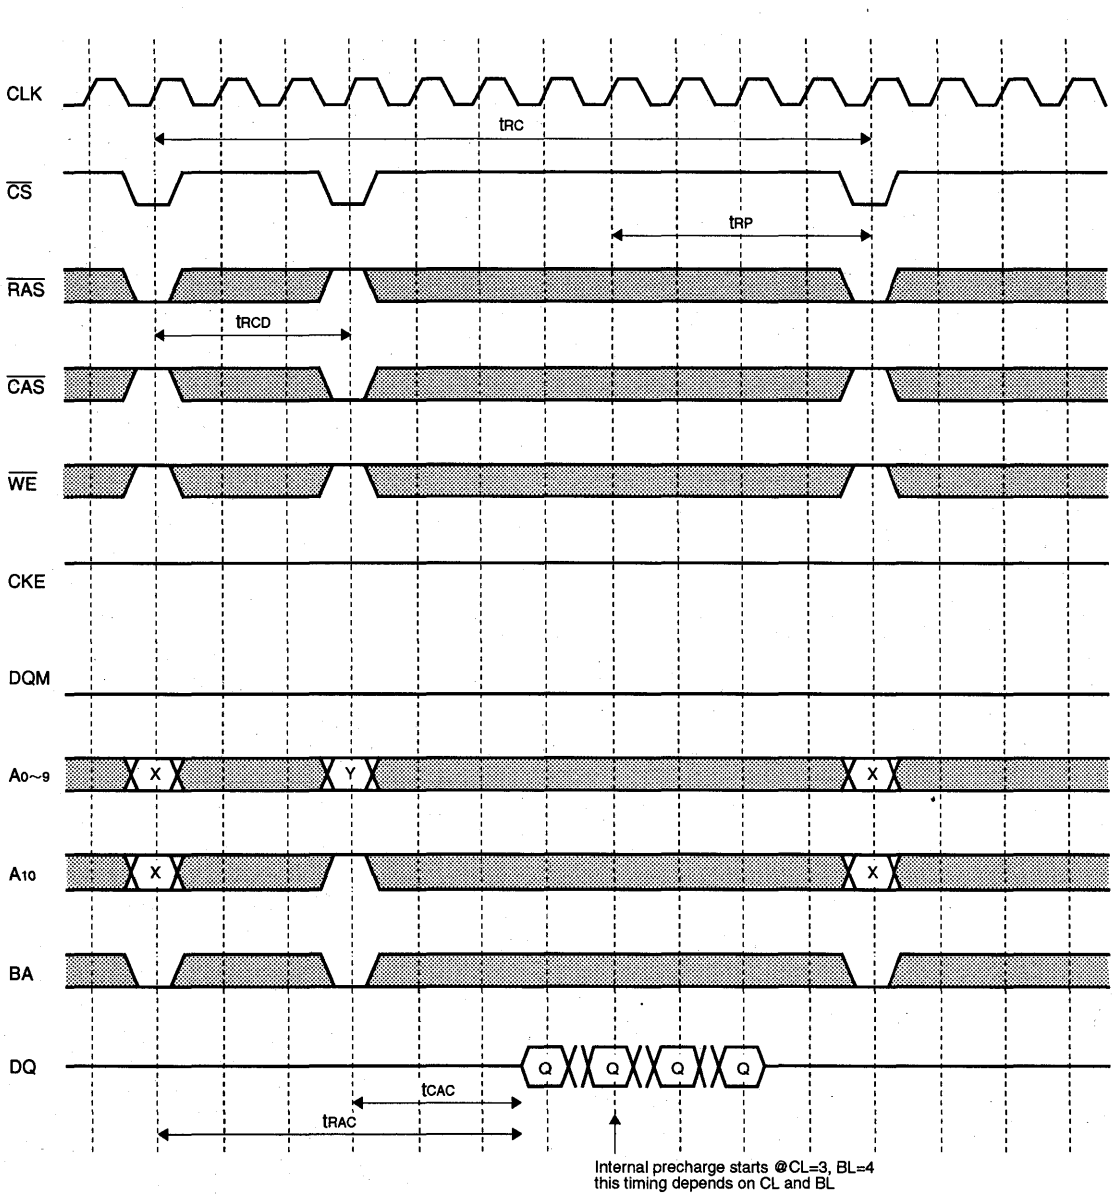 CLK
tRC
CS
tRP
RAS
tRCD
CAS
WE
CKE
DQM
A0~9 X Y X
A10 X X
BA
DQ Q Q Q Q
tCAC
tRAC
Internal precharge starts @CL=3, BL=4
this timing depends on CL and BL